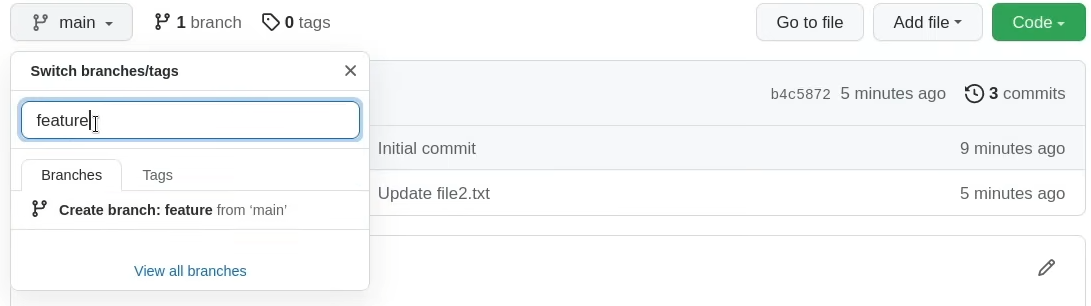 main 1 branch 0 tags Go to file Add file Code
Switch branches/tags
b4c5872 5 minutes ago 3 commits
feature
Initial commit 9 minutes ago
Branches Tags
Update file2.txt 5 minutes ago
Create branch: feature from ‘main’
View all branches